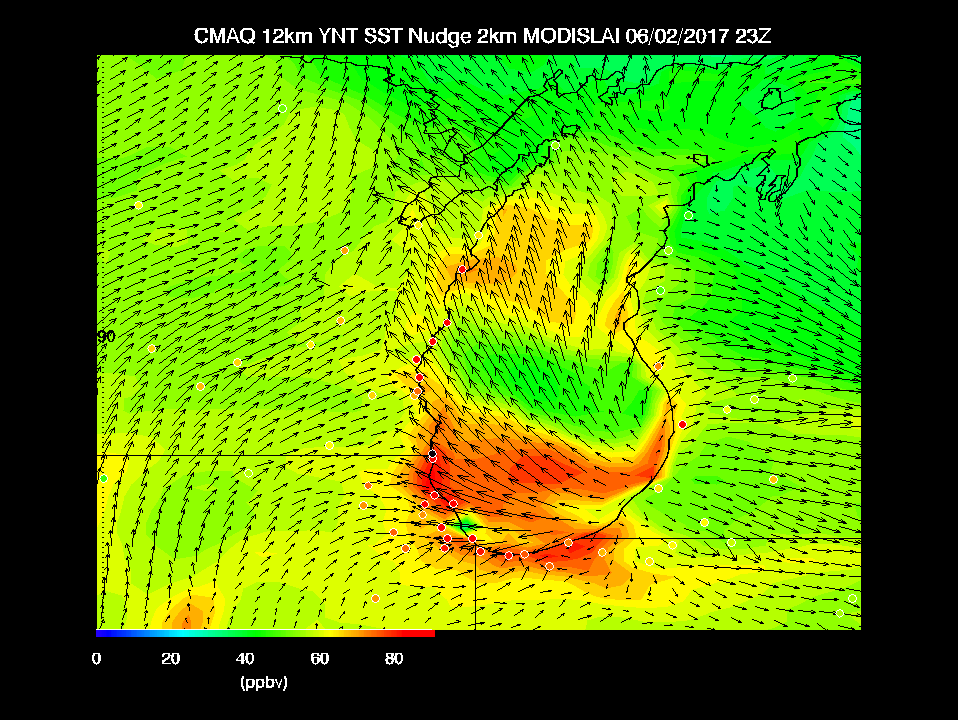 CMAQ 12km YNT SST Nudge 2km MODISLAI 06/02/2017 23Z
90
0 20 40 60 80
(ppbv)